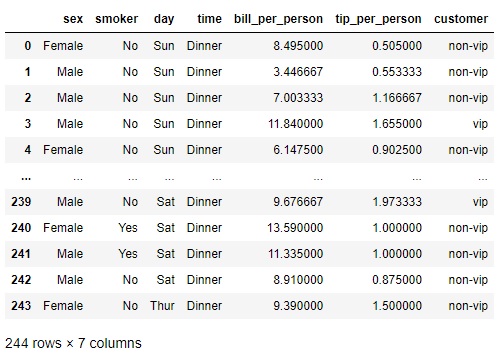 sex smoker day time bill_per_person tip_per_person customer
0 Female No Sun Dinner 8.495000 0.505000 non-vip
1 Male No Sun Dinner 3.446667 0.553333 non-vip
2 Male No Sun Dinner 7.003333 1.166667 non-vip
3 Male No Sun Dinner 11.840000 1.655000 vip
4 Female No Sun Dinner 6.147500 0.902500 non-vip
... ... ... ... ... ... ... ...
239 Male No Sat Dinner 9.676667 1.973333 vip
240 Female Yes Sat Dinner 13.590000 1.000000 non-vip
241 Male Yes Sat Dinner 11.335000 1.000000 non-vip
242 Male No Sat Dinner 8.910000 0.875000 non-vip
243 Female No Thur Dinner 9.390000 1.500000 non-vip
244 rows × 7 columns